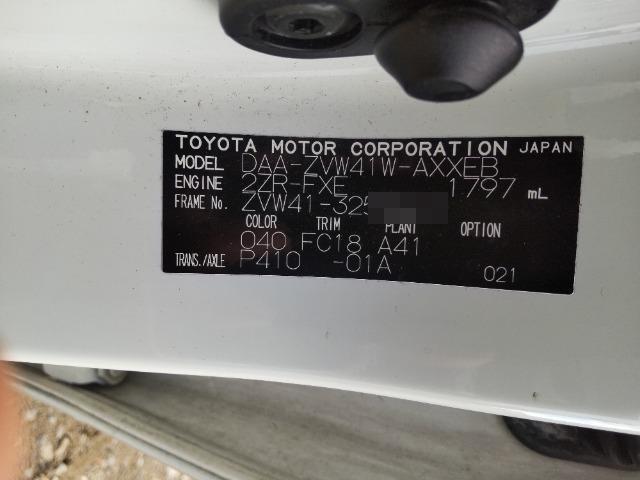 TOYOTA MOTOR CORPORATION JAPAN
MODEL DAA-ZVW41W-AXXEB
ENGINE 2ZR-FXE 1797 mL
FRAME No. ZVW41-325
COLOR TRIM PLANT OPTION
040 FC18 A41
TRANS./AXLE P410 -01A 021